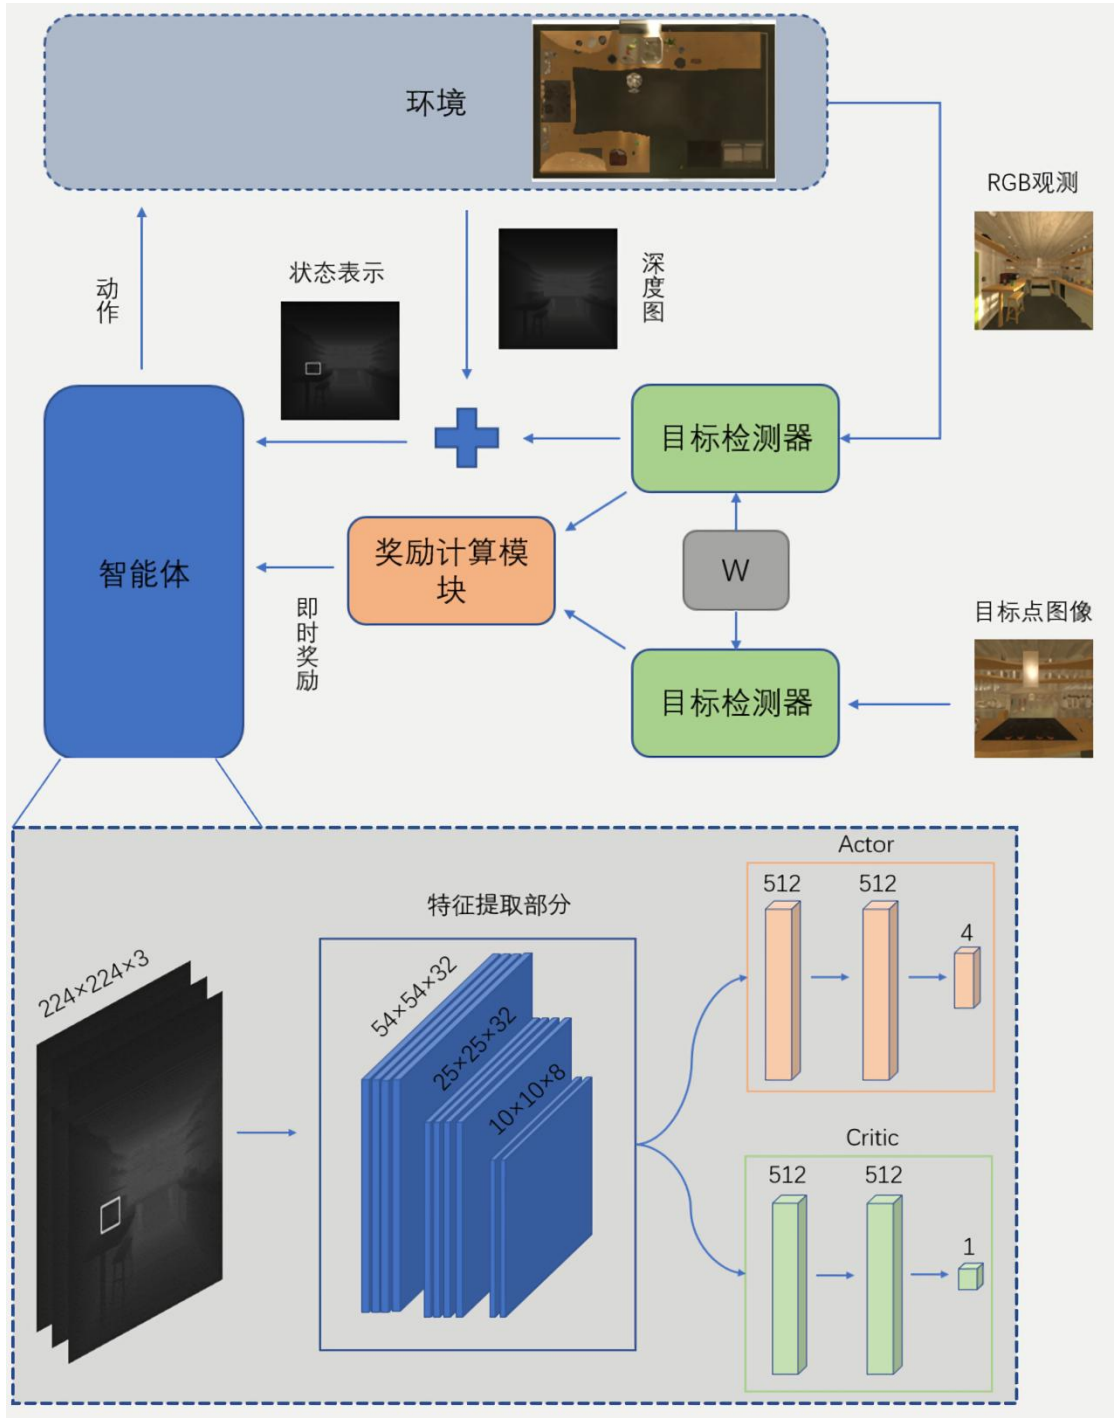 环境
RGB观测
状态表示
深度图
动作
目标检测器
奖励计算模
块
W
智能体
即时奖励
目标点图像
目标检测器
Actor
512
512
4
特征提取部分
224×224×3
54×54×32
25×25×32
10×10×8
Critic
512
512
1